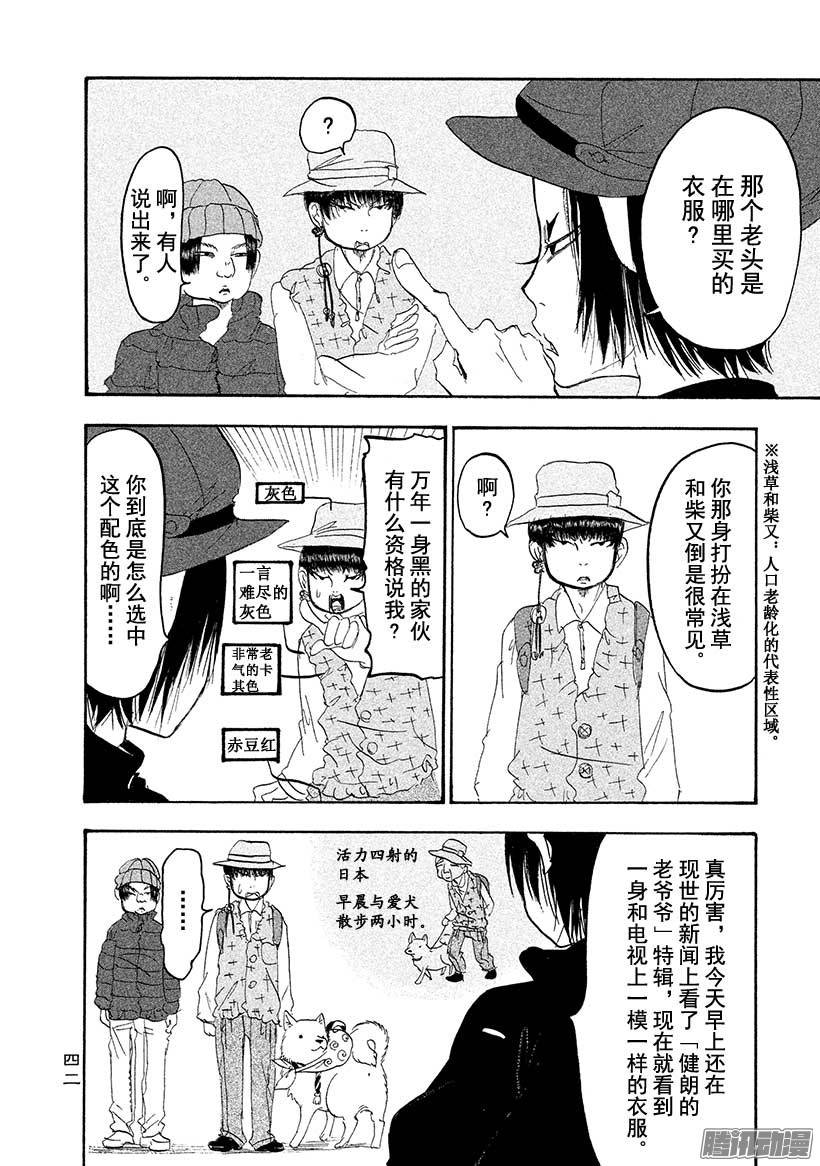 那个老头是
在哪里买的
衣服？
？
啊，有人
说出来了。
※浅草和柴又：人口老龄化的代表性区域。
你那身打扮在浅草
和柴又倒是很常见。
啊？
万年一身黑的家伙
有什么资格说我？
灰色
一言
难尽的
灰色
非常老
气的卡
其色
赤豆红
你到底是怎么选中
这个配色的啊……
真厉害，我今天早上还在
现世的新闻上看了「健朗的
老爷爷」特辑，现在就看到
一身和电视上一模一样的衣服。
活力四射的
日本
早晨与爱犬
散步两小时。
……
四二
腾讯动漫